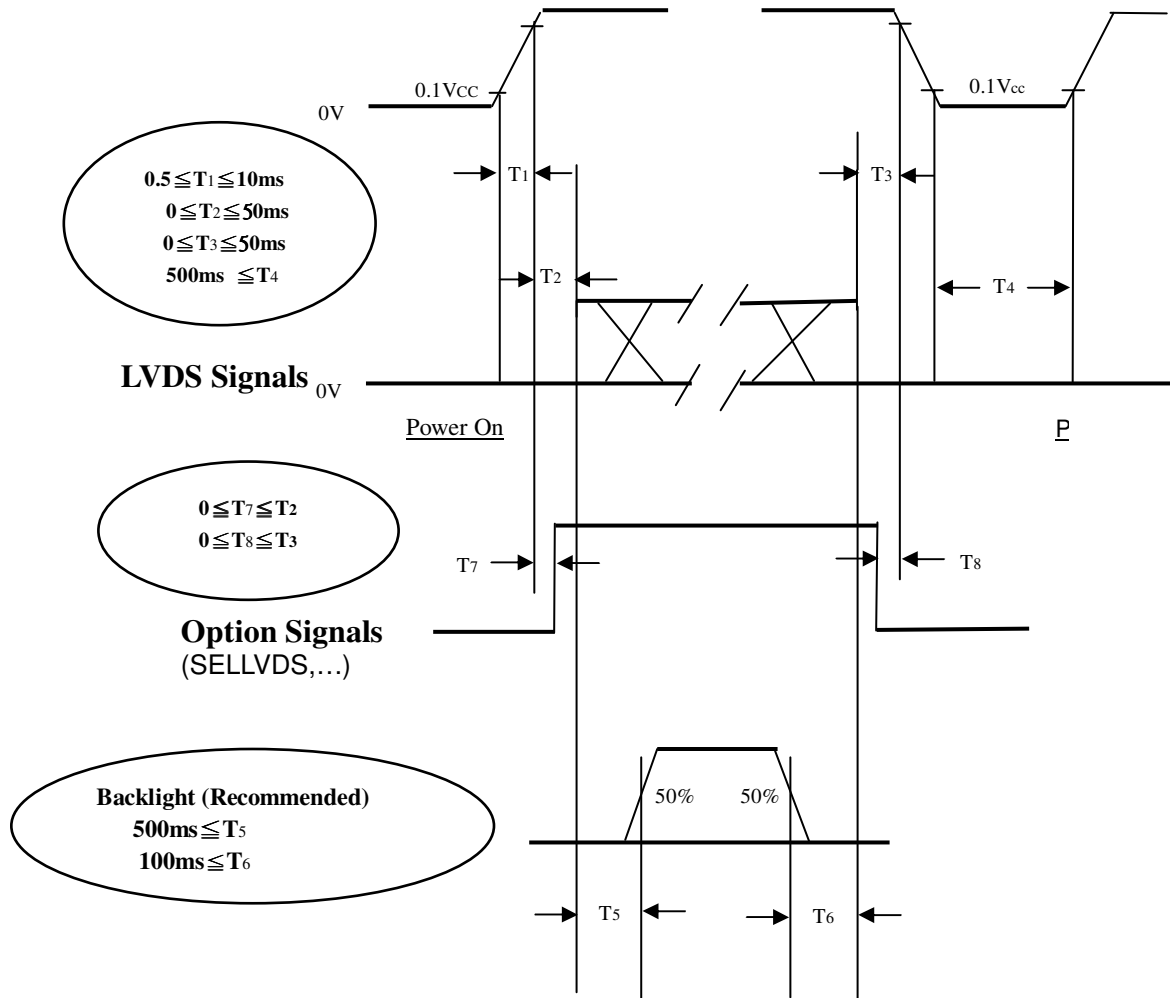 0.1VCC
0.1Vcc
0V
0.5≦T1≦10ms
0≦T2≦50ms
0≦T3≦50ms
500ms ≦T4
T1
T3
T2
T4
LVDS Signals 0V
Power On
P
0≦T7≦T2
0≦T8≦T3
T7
T8
Option Signals
(SELLVDS,…)
Backlight (Recommended)
500ms≦T5
100ms≦T6
50%
50%
T5
T6